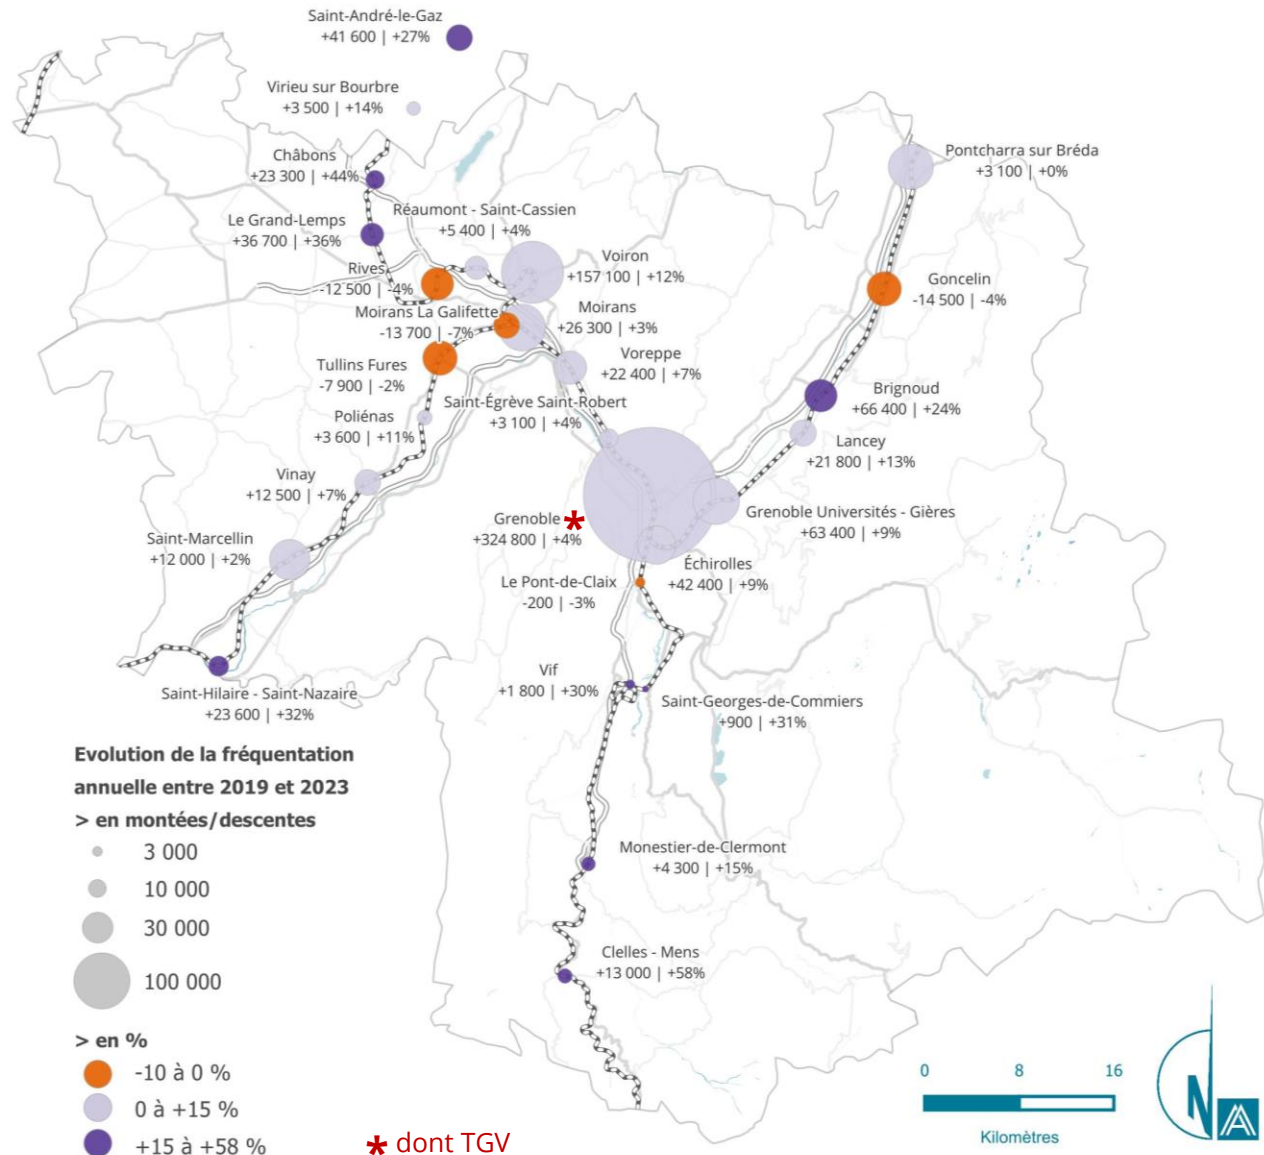 Saint-André-le-Gaz
+41 600 | +27%
Virieu sur Bourbre
+3 500 | +14%
Châbons
+23 300 | +44%
Pontcharra sur Bréda
+3 100 | +0%
Le Grand-Lemps
+36 700 | +36%
Réaumont - Saint-Cassien
+5 400 | +4%
Voiron
+157 100 | +12%
Rives
-12 500 | -4%
Goncelin
-14 500 | -4%
Moirans La Galifette
-13 700 | -7%
Moirans
+26 300 | +3%
Tullins Fures
-7 900 | -2%
Voreppe
+22 400 | +7%
Brignoud
+66 400 | +24%
Saint-Égrève Saint-Robert
+3 100 | +4%
Poliénas
+3 600 | +11%
Lancey
+21 800 | +13%
Vinay
+12 500 | +7%
Grenoble *
+324 800 | +4%
Grenoble Universités - Gières
+63 400 | +9%
Saint-Marcellin
+12 000 | +2%
Échirolles
+42 400 | +9%
Le Pont-de-Claix
-200 | -3%
Vif
+1 800 | +30%
Saint-Georges-de-Commiers
+900 | +31%
Saint-Hilaire - Saint-Nazaire
+23 600 | +32%
Monestier-de-Clermont
+4 300 | +15%
Clelles - Mens
+13 000 | +58%
Evolution de la fréquentation
annuelle entre 2019 et 2023
> en montées/descentes
3 000
10 000
30 000
100 000
> en %
-10 à 0 %
0 à +15 %
+15 à +58 %
* dont TGV
0 8 16
Kilomètres
N